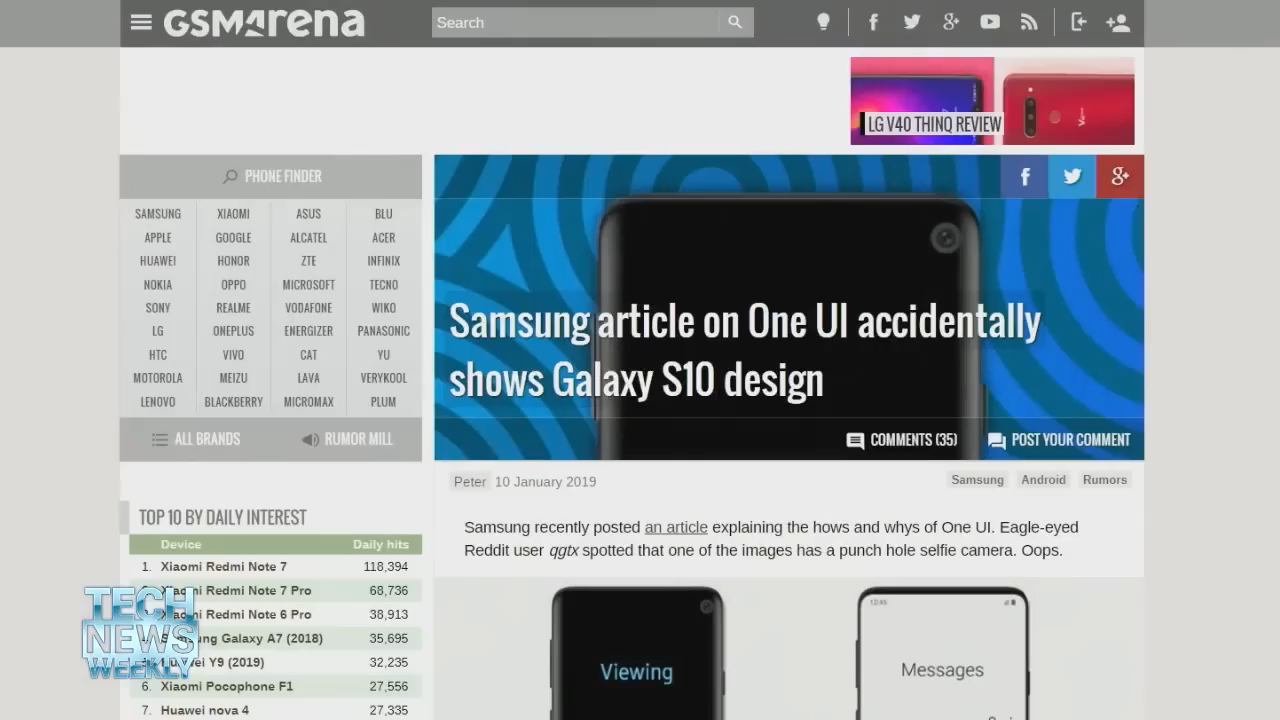 GSMarena
Search
LG V40 THINQ REVIEW
PHONE FINDER
SAMSUNG XIAOMI ASUS BLU
APPLE GOOGLE ALCATEL ACER
HUAWEI HONOR ZTE INFINIX
NOKIA OPPO MICROSOFT TECNO
SONY REALME VODAFONE WIKO
LG ONEPLUS ENERGIZER PANASONIC
HTC VIVO CAT YU
MOTOROLA MEIZU LAVA VERYKOOL
LENOVO BLACKBERRY MICROMAX PLUM
ALL BRANDS RUMOR MILL
Samsung article on One UI accidentally
shows Galaxy S10 design
COMMENTS (35) POST YOUR COMMENT
Peter 10 January 2019
Samsung Android Rumors
Samsung recently posted an article explaining the hows and whys of One UI. Eagle-eyed
Reddit user qgtx spotted that one of the images has a punch hole selfie camera. Oops.
TOP 10 BY DAILY INTEREST
Device Daily hits
1. Xiaomi Redmi Note 7 118,394
Redmi Note 7 Pro 68,736
Redmi Note 6 Pro 38,913
Galaxy A7 (2018) 35,695
Y9 (2019) 32,235
6. Xiaomi Pocophone F1 27,556
7. Huawei nova 4 27,335
TECH
NEWS
WEEKLY
Viewing
12:45
Messages